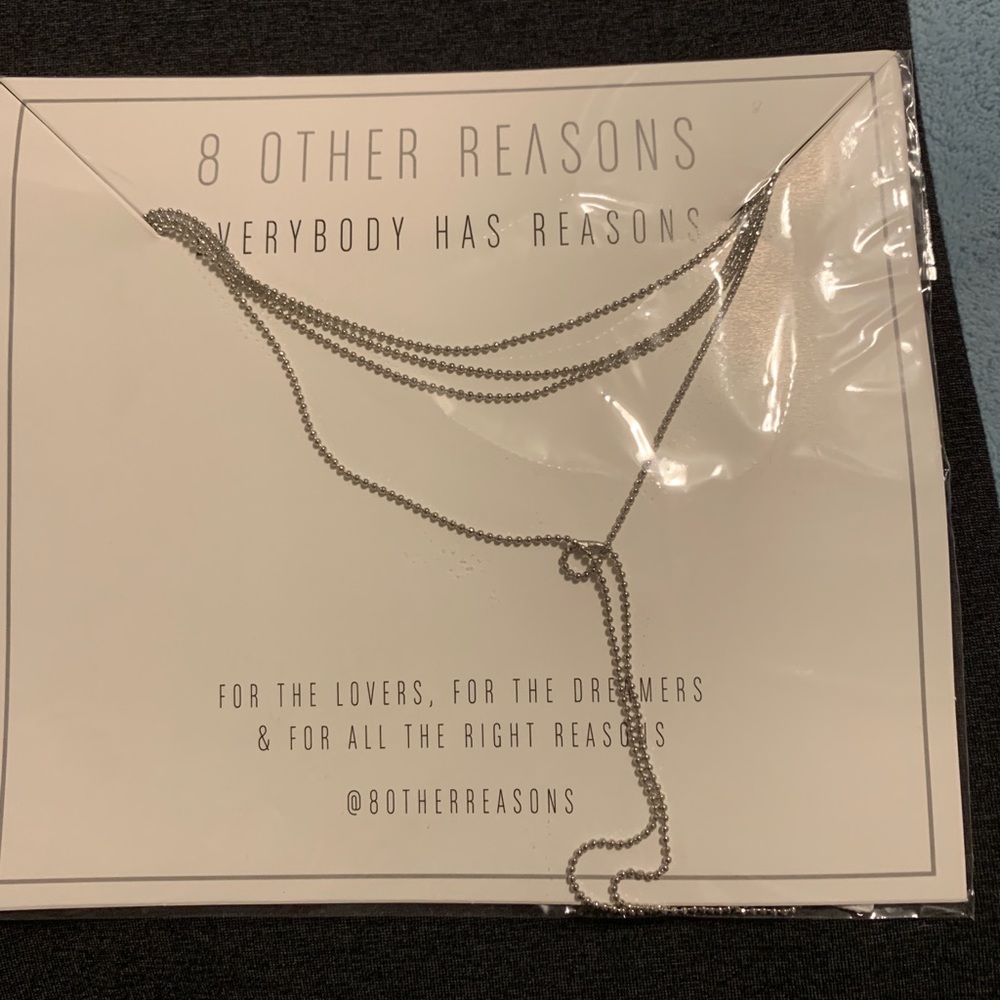 8 OTHER REASONS
EVERYBODY HAS REASONS
FOR THE LOVERS, FOR THE DREAMERS
& FOR ALL THE RIGHT REASONS
@8OTHERREASONS